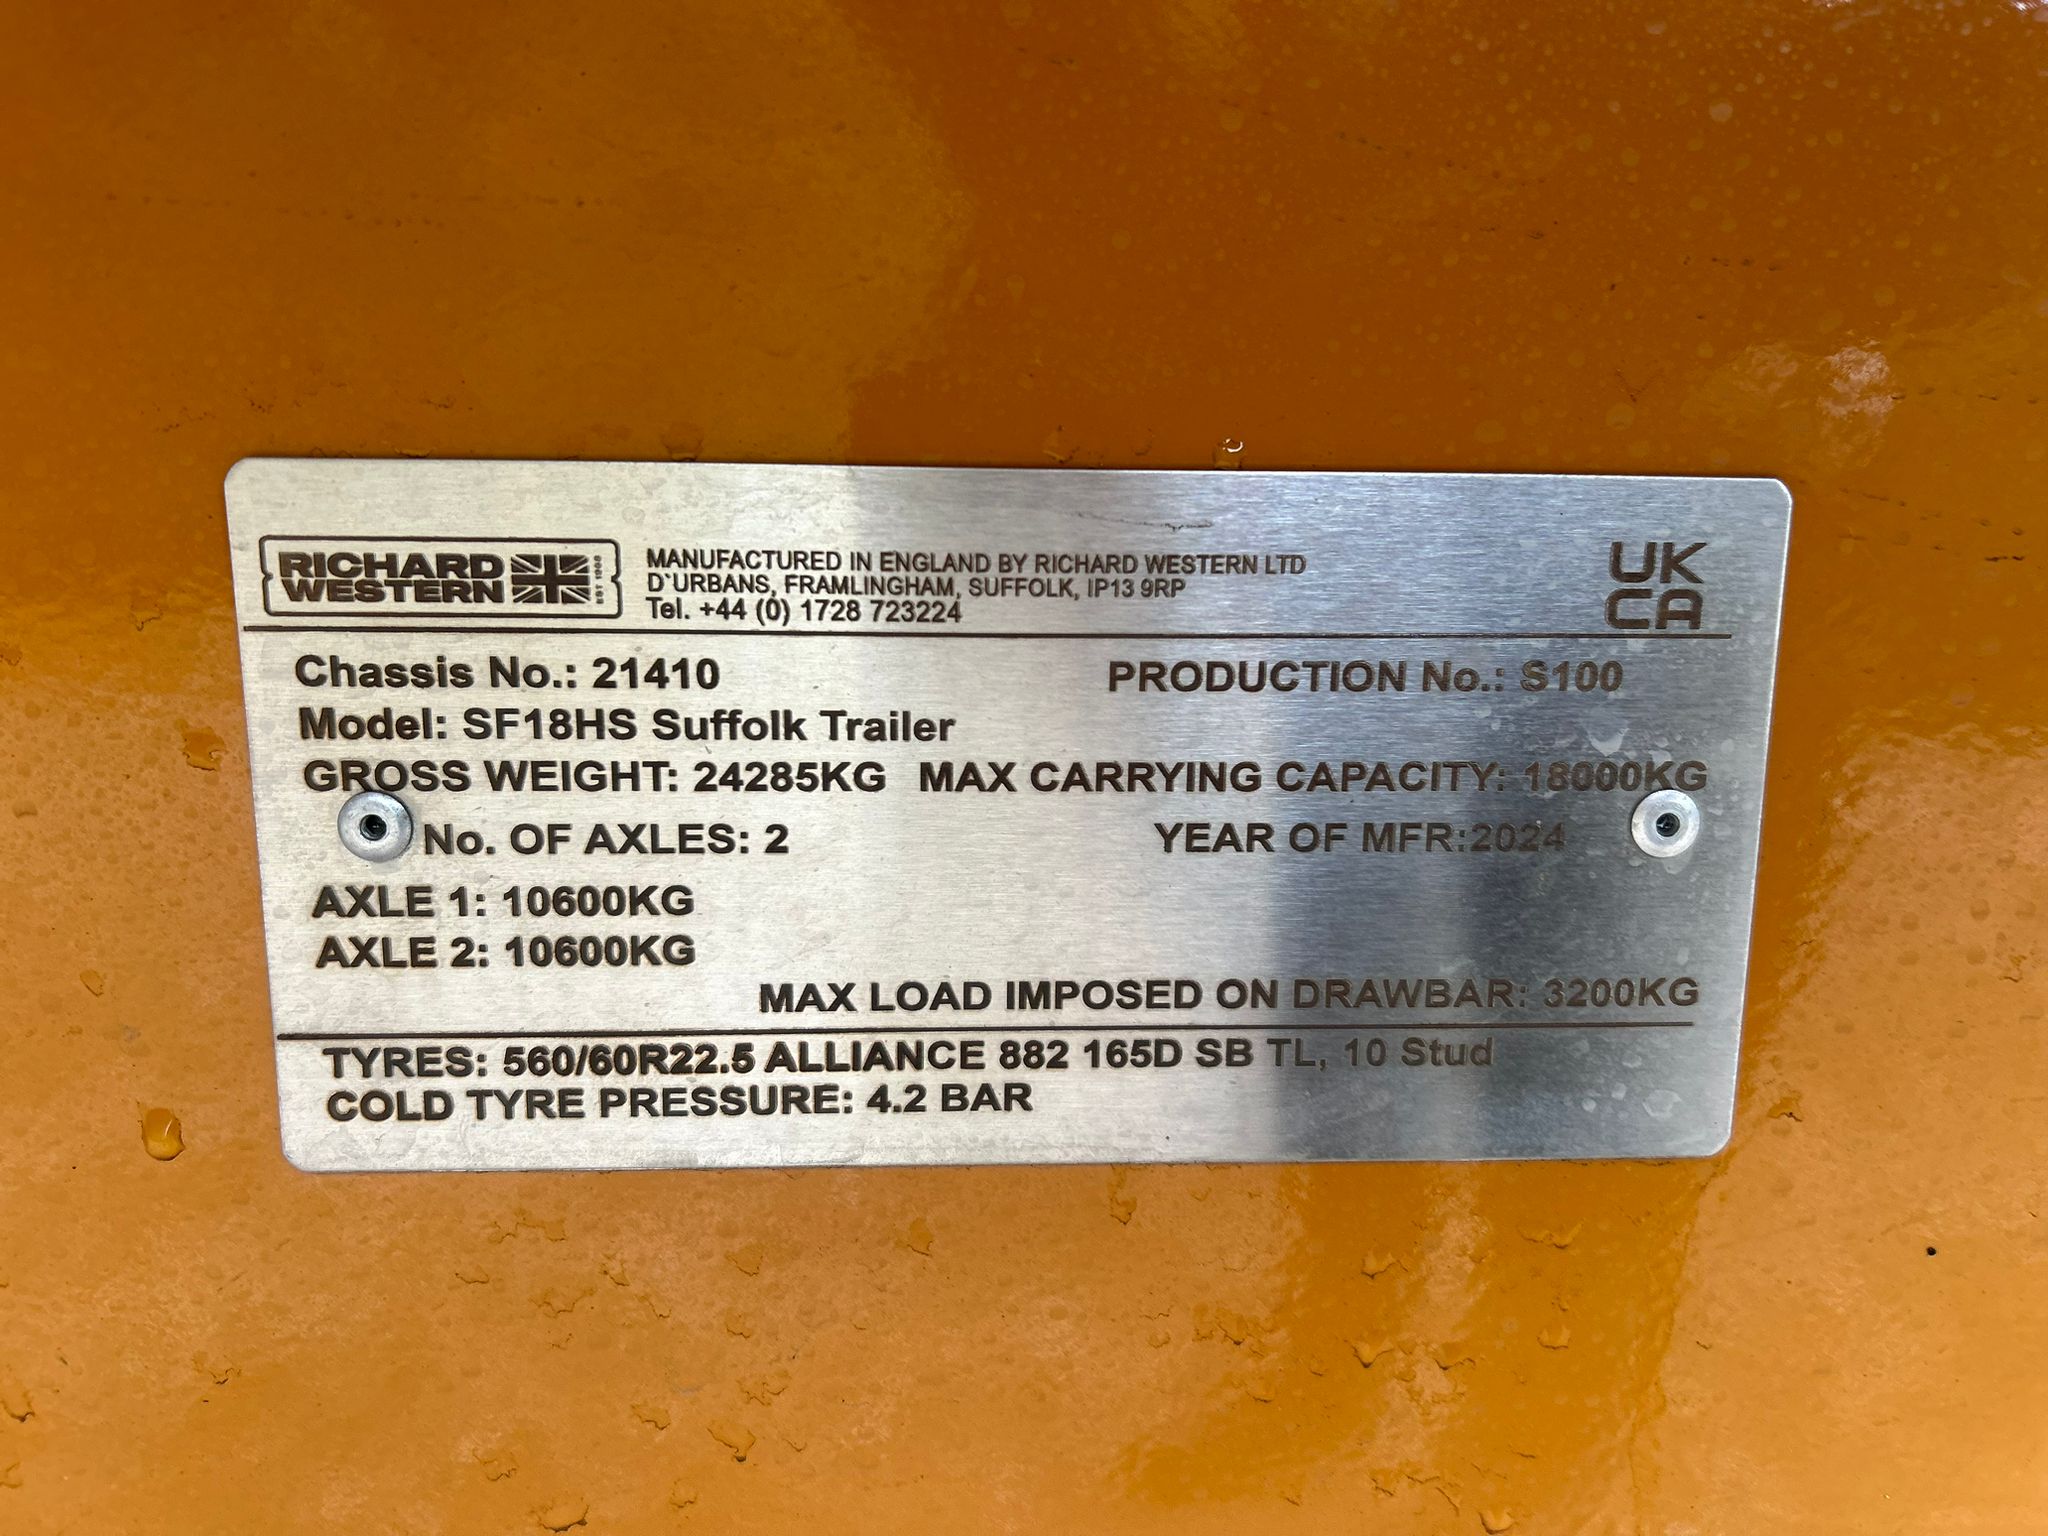 RICHARD
WESTERN
MANUFACTURED IN ENGLAND BY RICHARD WESTERN LTD
D`URBANS, FRAMLINGHAM, SUFFOLK, IP13 9RP
Tel. +44 (0) 1728 723224
UK
CA
Chassis No.: 21410
PRODUCTION No.: S100
Model: SF18HS Suffolk Trailer
GROSS WEIGHT: 24285KG MAX CARRYING CAPACITY: 18000KG
No. OF AXLES: 2
YEAR OF MFR:2024
AXLE 1: 10600KG
AXLE 2: 10600KG
MAX LOAD IMPOSED ON DRAWBAR: 3200KG
TYRES: 560/60R22.5 ALLIANCE 882 165D SB TL, 10 Stud
COLD TYRE PRESSURE: 4.2 BAR